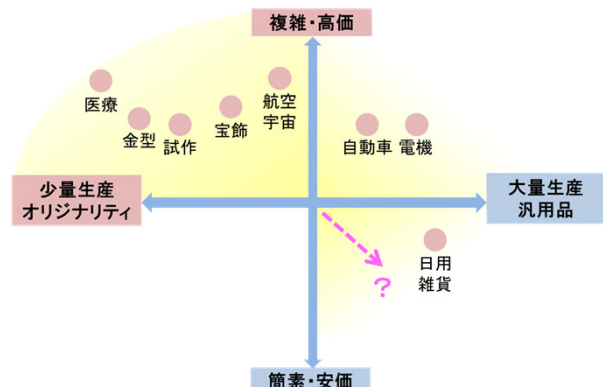 複雑・高価
医療
金型
試作
宝飾
航空
宇宙
自動車
電機
少量生産
オリジナリティ
大量生産
汎用品
日用
雑貨
?
簡素・安価